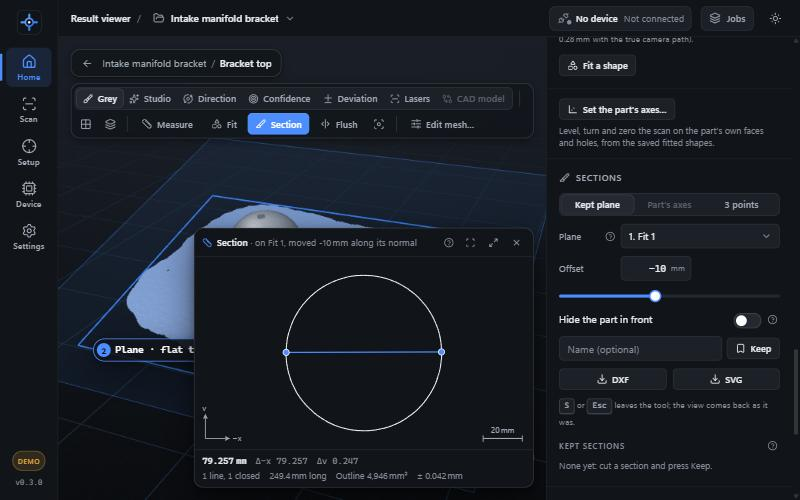 Result viewer / Intake manifold bracket
No device Not connected
Jobs
Home
Scan
Setup
Device
Settings
DEMO
v0.3.0
Intake manifold bracket / Bracket top
Grey Studio Direction Confidence Deviation Lasers CAD model
Measure Fit Section Flush Edit mesh...
2 Plane · flat t
Section · on Fit 1, moved -10 mm along its normal
v
-x
20 mm
79.257 mm Δ-x 79.257 Δv 0.247
1 line, 1 closed 249.4 mm long Outline 4,946 mm² ± 0.042 mm
0.28 mm with the true camera path).
Fit a shape
Set the part's axes...
Level, turn and zero the scan on the part's own faces
and holes, from the saved fitted shapes.
SECTIONS
Kept plane Part's axes 3 points
Plane 1. Fit 1
Offset −10 mm
Hide the part in front
Name (optional) Keep
DXF SVG
S or Esc leaves the tool; the view comes back as it
was.
KEPT SECTIONS
None yet: cut a section and press Keep.